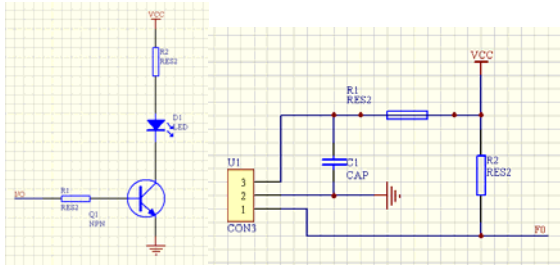 VCC
R2
RES2
D1
LED
R1
RES2
Q1
NPN
VCC
R1
RES2
R2
RES2
C1
CAP
U1
3
2
1
CON3
F0